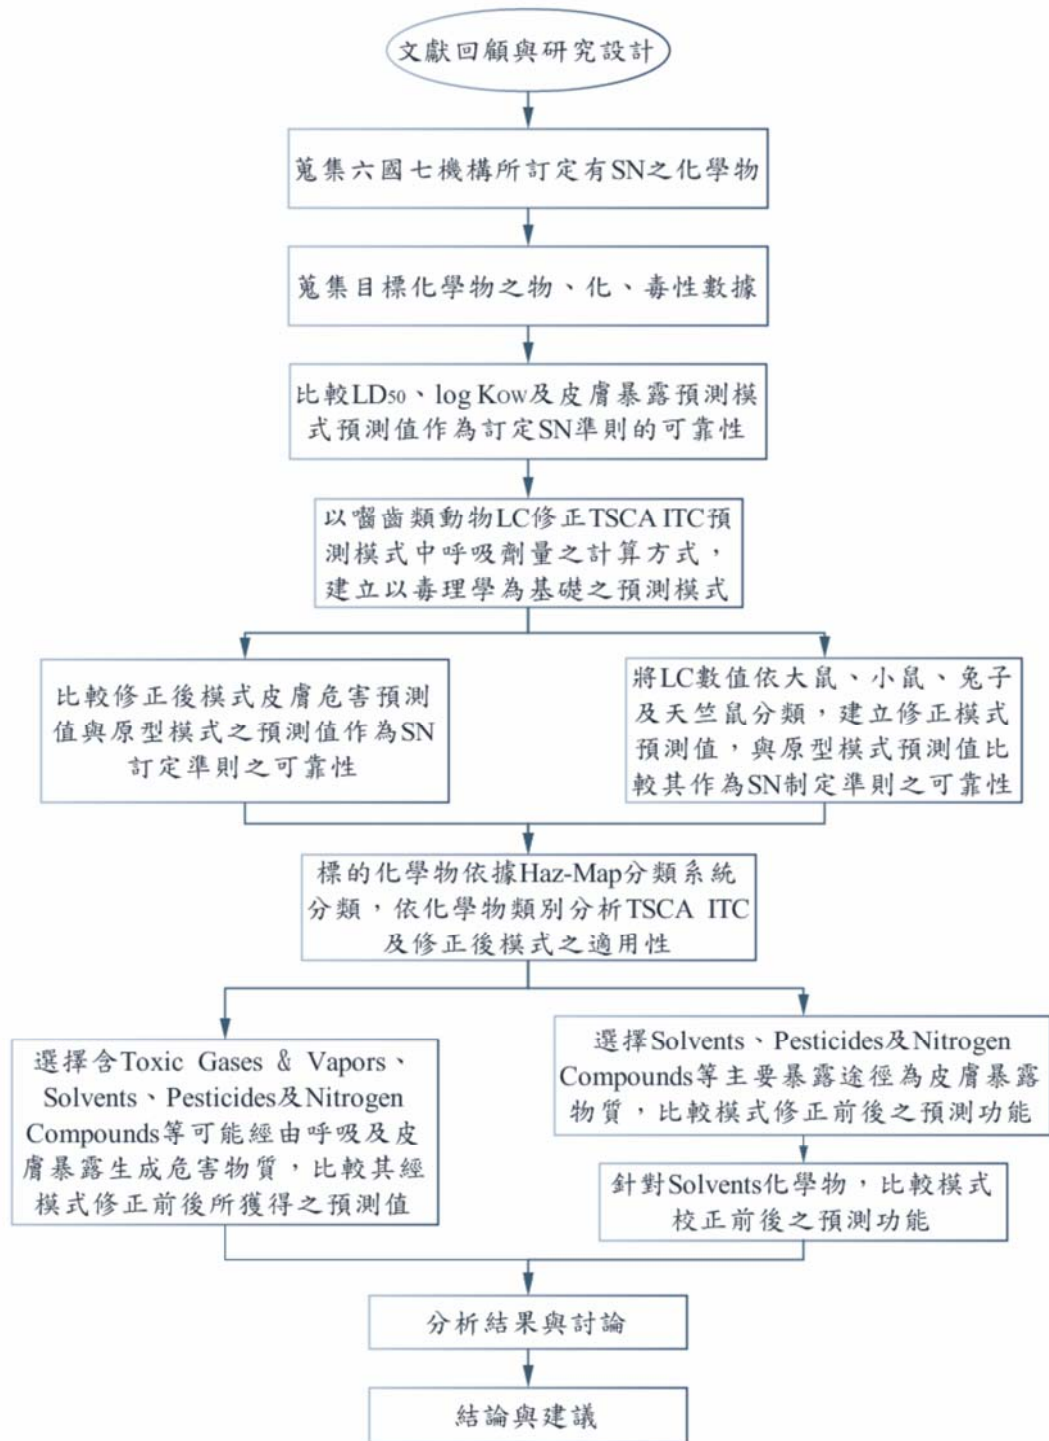 文獻回顧與研究設計
蒐集六國七機構所訂定有SN之化學物
蒐集目標化學物之物、化、毒性數據
比較LD50、log KOW及皮膚暴露預測模
式預測值作為訂定SN準則的可靠性
以嚙齒類動物LC修正TSCA ITC預
測模式中呼吸劑量之計算方式，
建立以毒理學為基礎之預測模式
比較修正後模式皮膚危害預測
值與原型模式之預測值作為SN
訂定準則之可靠性
將LC數值依大鼠、小鼠、兔子
及天竺鼠分類，建立修正模式
預測值，與原型模式預測值比
較其作為SN制定準則之可靠性
標的化學物依據Haz-Map分類系統
分類，依化學物類別分析TSCA ITC
及修正後模式之適用性
選擇含Toxic Gases & Vapors、
Solvents、Pesticides及Nitrogen
Compounds等可能經由呼吸及皮
膚暴露生成危害物質，比較其經
模式修正前後所獲得之預測值
選擇Solvents、Pesticides及Nitrogen
Compounds等主要暴露途徑為皮膚暴露
物質，比較模式修正前後之預測功能
針對Solvents化學物，比較模式
校正前後之預測功能
分析結果與討論
結論與建議